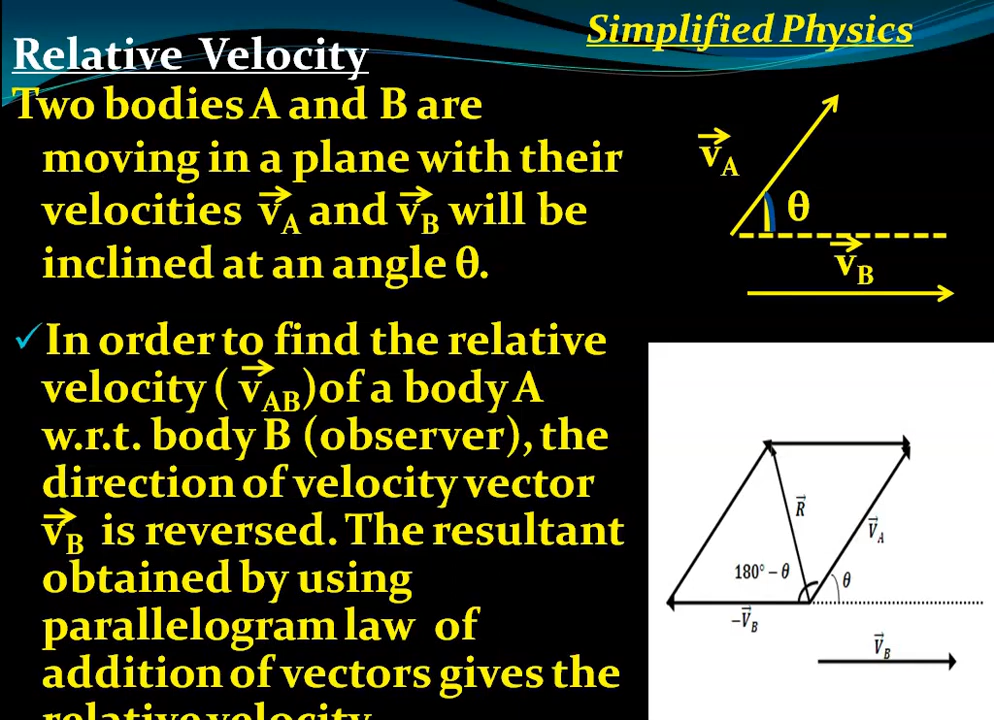 Simplified Physics
Relative Velocity
Two bodies A and B are
moving in a plane with their
velocities v⃗A and v⃗B will be
inclined at an angle θ.
v⃗A
θ
v⃗B
✓In order to find the relative
velocity ( v⃗AB)of a body A
w.r.t. body B (observer), the
direction of velocity vector
v⃗B is reversed. The resultant
obtained by using
parallelogram law of
addition of vectors gives the
relative velocity
R⃗
V⃗A
180° − θ
θ
−V⃗B
V⃗B